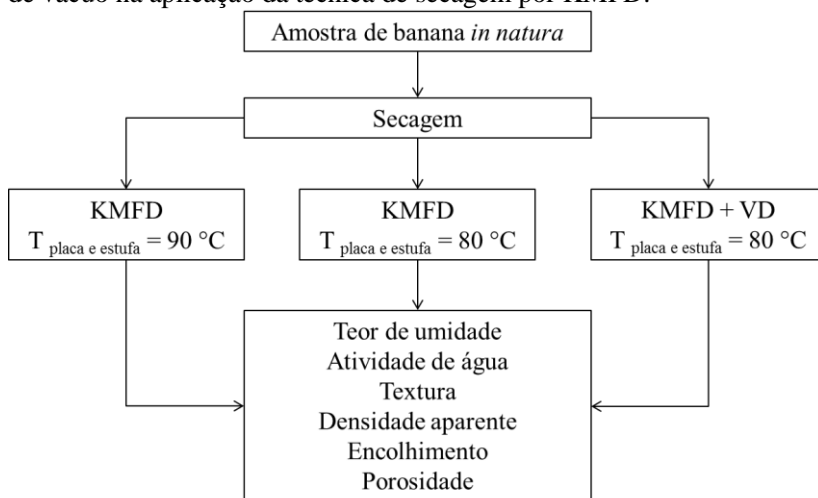 de vácuo na aplicação da técnica de secagem por KMFD.
Amostra de banana in natura
Secagem
KMFD
T placa e estufa = 90 °C
KMFD
T placa e estufa = 80 °C
KMFD + VD
T placa e estufa = 80 °C
Teor de umidade
Atividade de água
Textura
Densidade aparente
Encolhimento
Porosidade